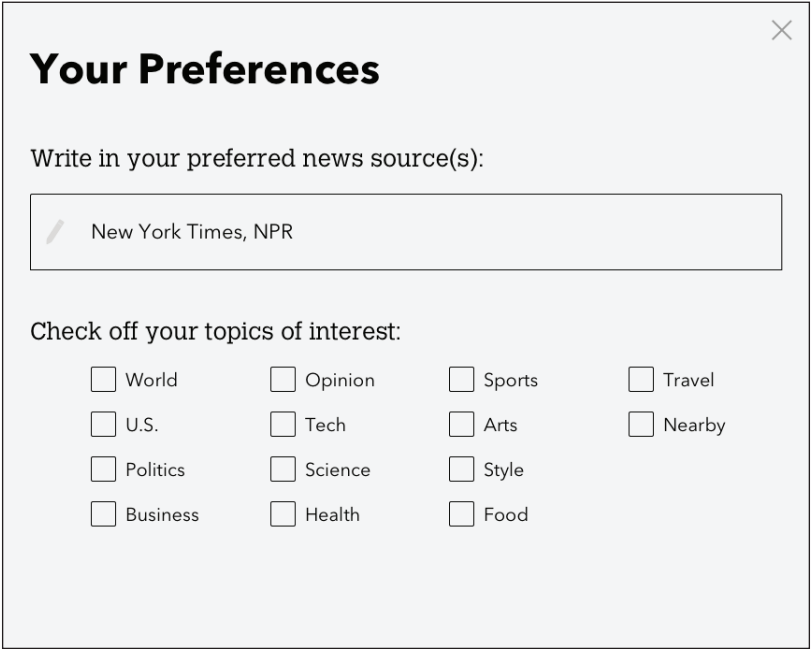 Your Preferences
Write in your preferred news source(s):
New York Times, NPR
Check off your topics of interest:
World Opinion Sports Travel
U.S. Tech Arts Nearby
Politics Science Style
Business Health Food